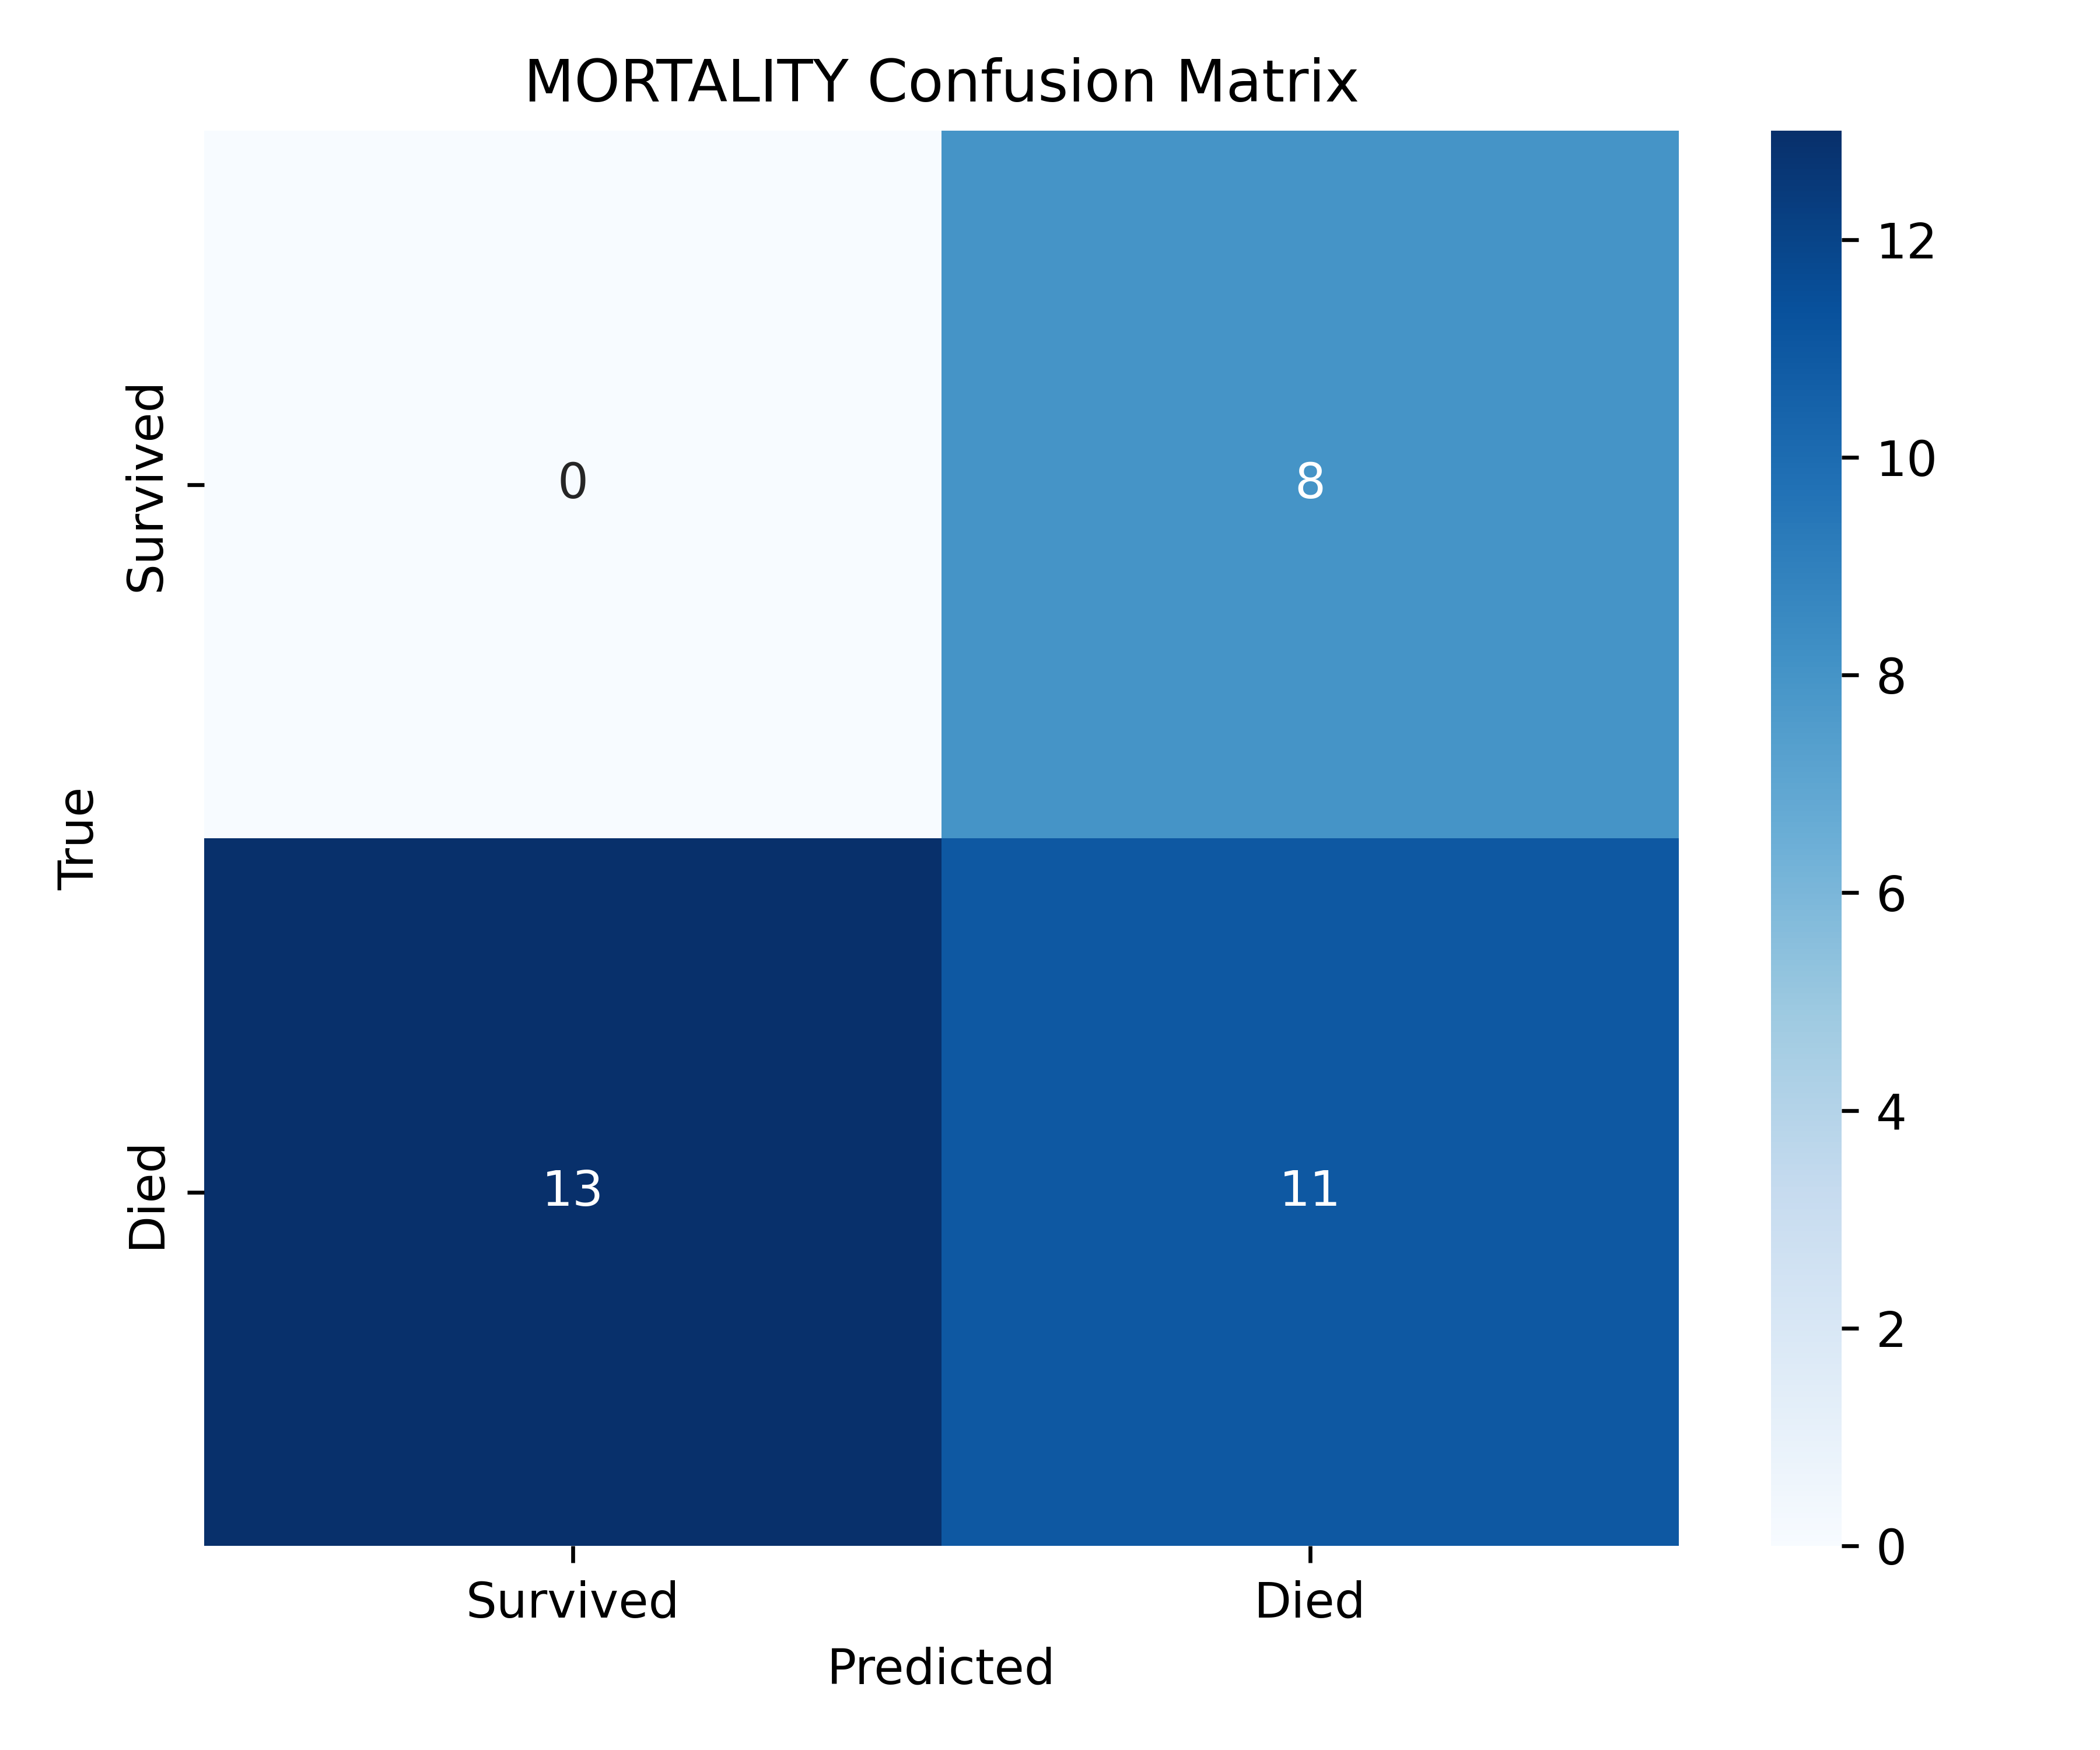 MORTALITY Confusion Matrix
True
Survived
Died
0
8
13
11
Survived
Died
Predicted
12
10
8
6
4
2
0